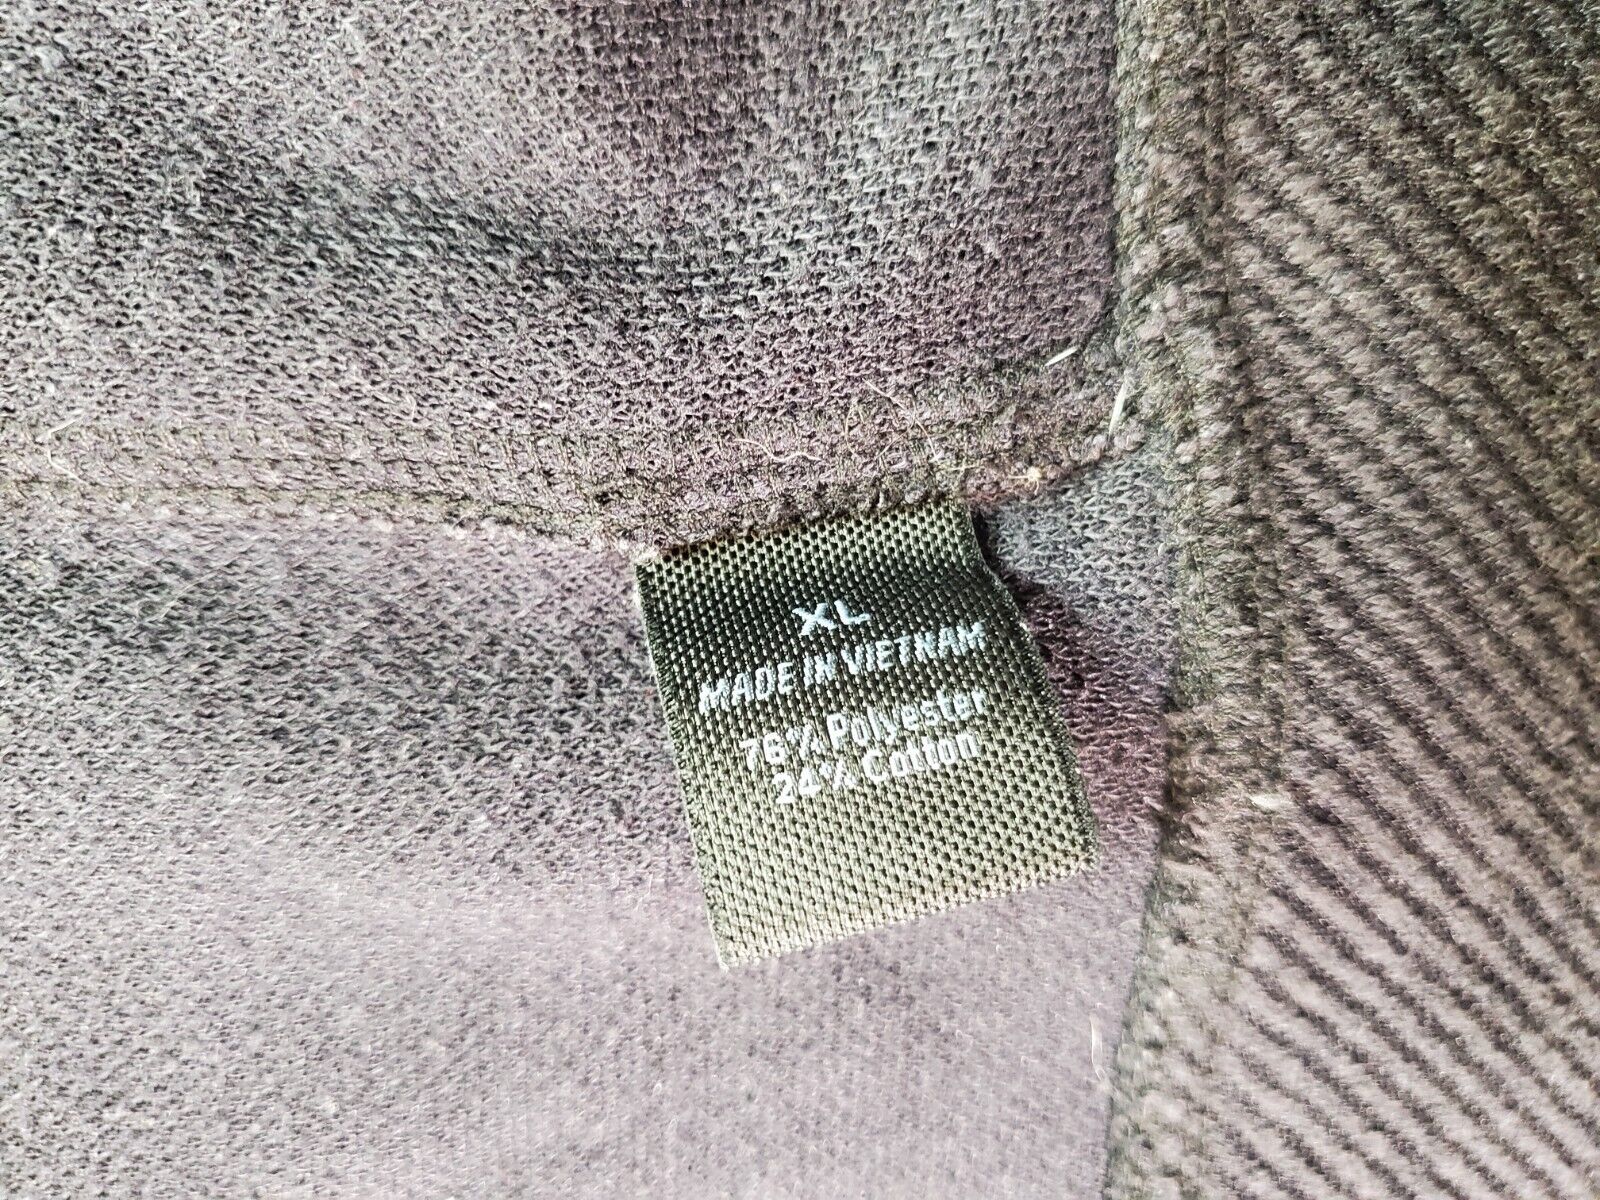 XL
MADE IN VIETNAM
76% Polyester
24% Cotton